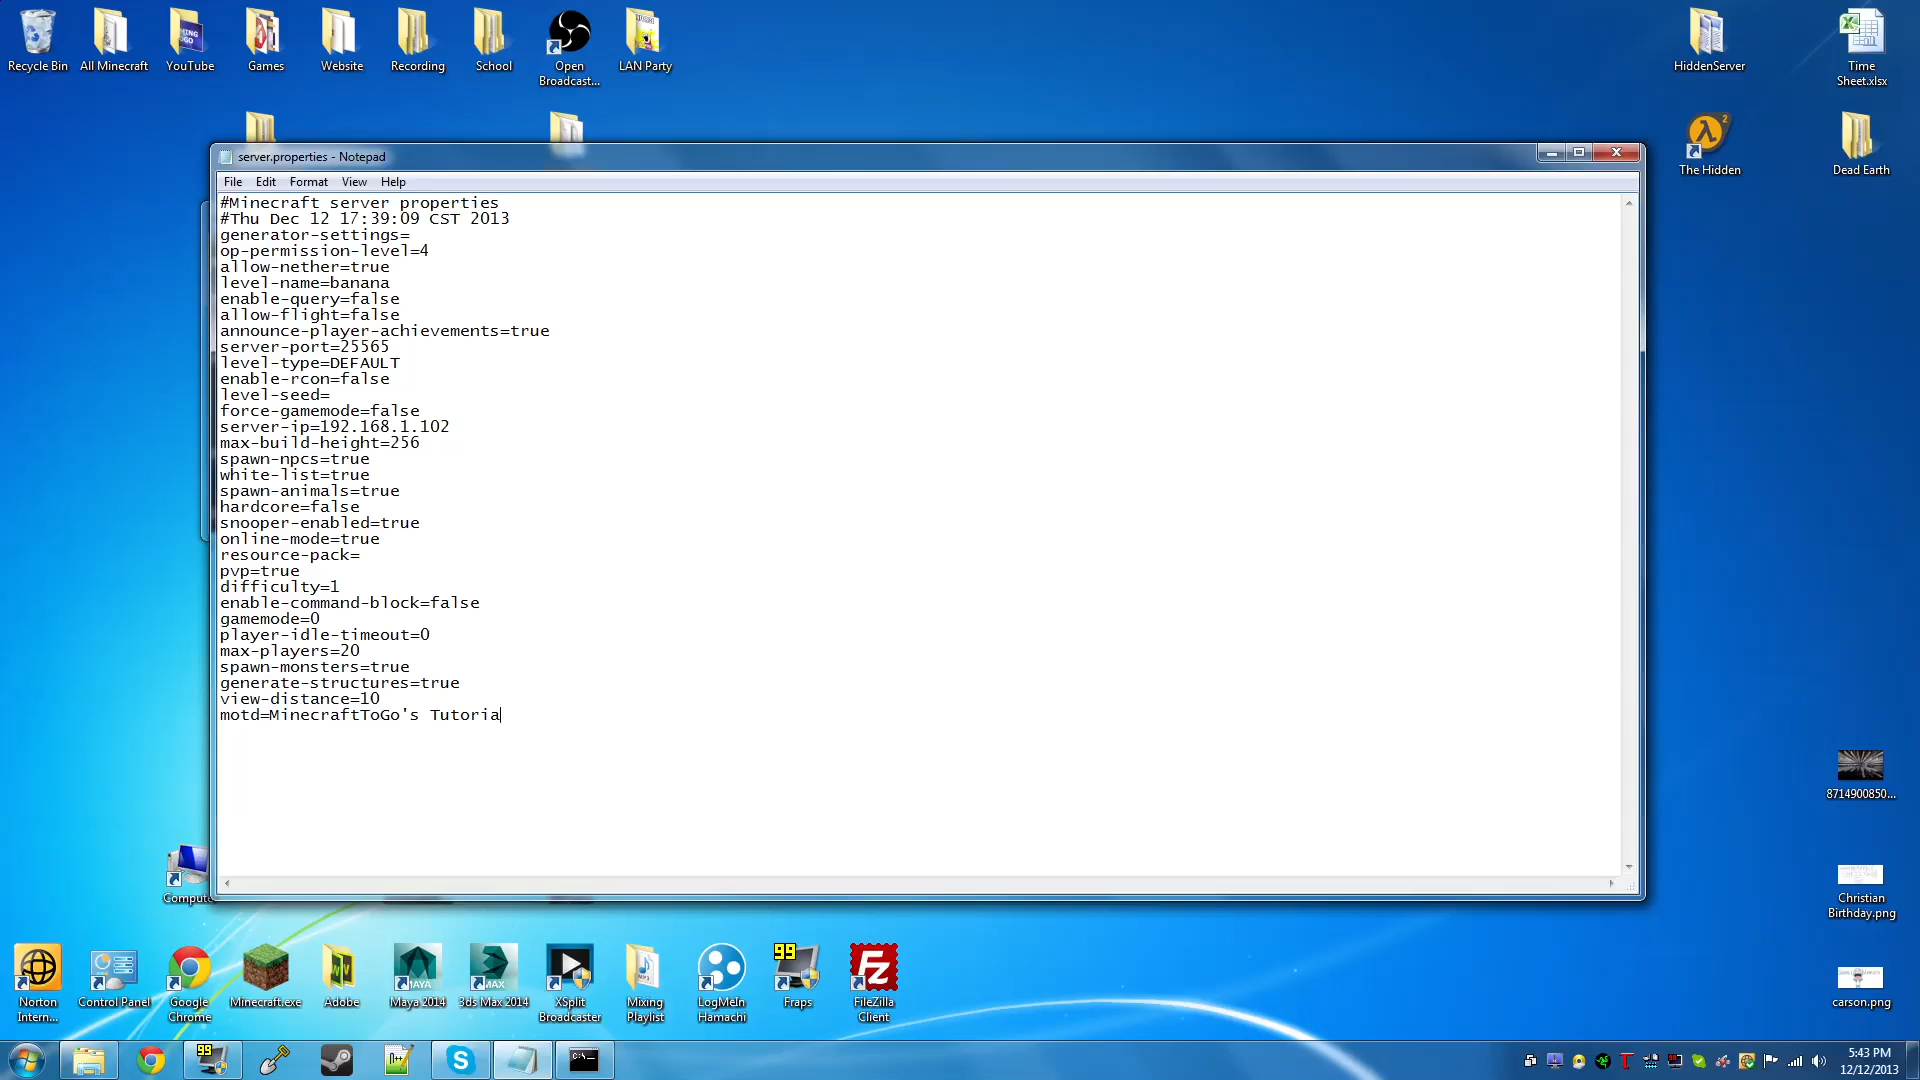 Recycle Bin
All Minecraft
YouTube
Games
Website
Recording
School
Open
Broadcast...
LAN Party
HiddenServer
Time
Sheet.xlsx
The Hidden
Dead Earth
server.properties - Notepad
File Edit Format View Help
#Minecraft server properties
#Thu Dec 12 17:39:09 CST 2013
generator-settings=
op-permission-level=4
allow-nether=true
level-name=banana
enable-query=false
allow-flight=false
announce-player-achievements=true
server-port=25565
level-type=DEFAULT
enable-rcon=false
level-seed=
force-gamemode=false
server-ip=192.168.1.102
max-build-height=256
spawn-npcs=true
white-list=true
spawn-animals=true
hardcore=false
snooper-enabled=true
online-mode=true
resource-pack=
pvp=true
difficulty=1
enable-command-block=false
gamemode=0
player-idle-timeout=0
max-players=20
spawn-monsters=true
generate-structures=true
view-distance=10
motd=MinecraftToGo's Tutoria
8714900850...
Christian
Birthday.png
carson.png
Compute
Norton
Intern...
Control Panel
Google
Chrome
Minecraft.exe
Adobe
MAYA
Maya 2014
MAX
3ds Max 2014
XSplit
Broadcaster
MP3
Mixing
Playlist
LogMeIn
Hamachi
99
Fraps
FZ
FileZilla
Client
99
5:43 PM
12/12/2013